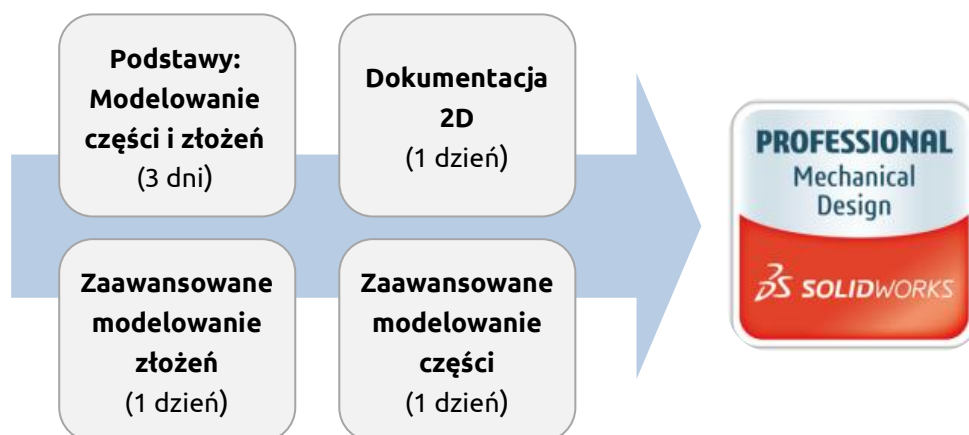 Podstawy:
Modelowanie
części i złożeń
(3 dni)
Dokumentacja
2D
(1 dzień)
Zaawansowane
modelowanie
złożeń
(1 dzień)
Zaawansowane
modelowanie
części
(1 dzień)
PROFESSIONAL
Mechanical
Design
3S SOLIDWORKS